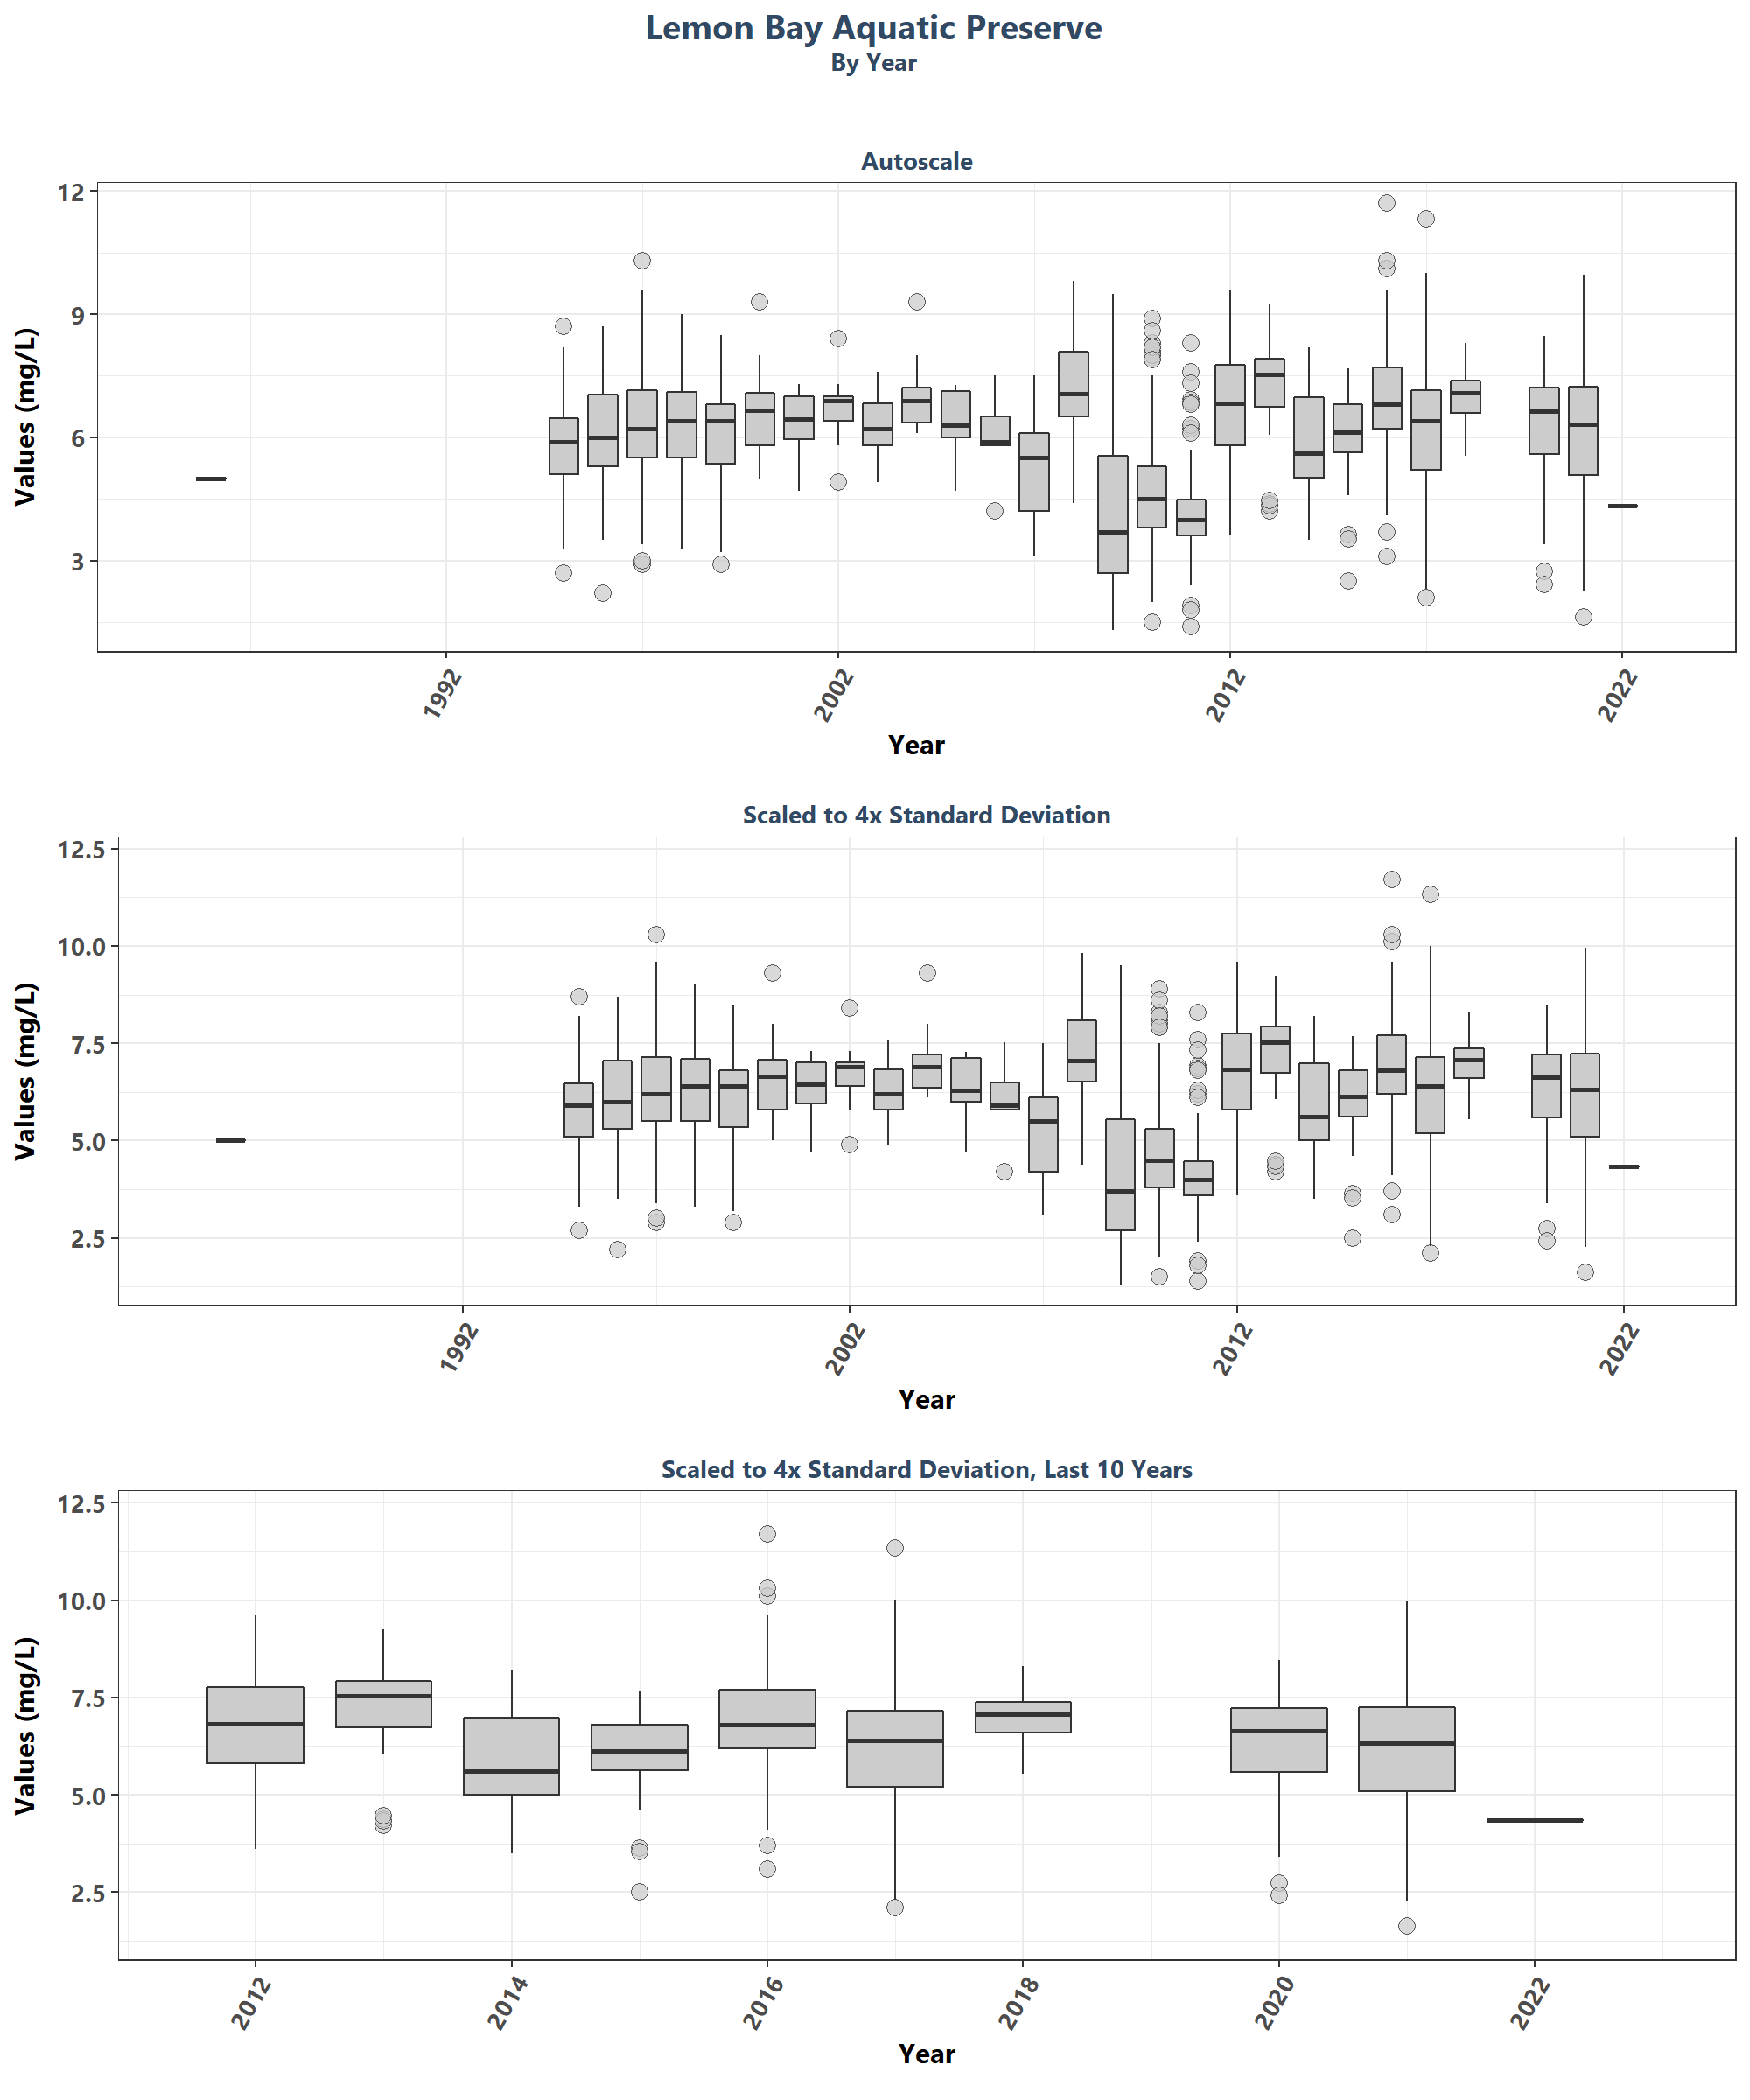 Lemon Bay Aquatic Preserve
By Year
Autoscale
Values (mg/L)
12
9
6
3
1992
2002
2012
2022
Year
Scaled to 4x Standard Deviation
Values (mg/L)
12.5
10.0
7.5
5.0
2.5
1992
2002
2012
2022
Year
Scaled to 4x Standard Deviation, Last 10 Years
Values (mg/L)
12.5
10.0
7.5
5.0
2.5
2012
2014
2016
2018
2020
2022
Year